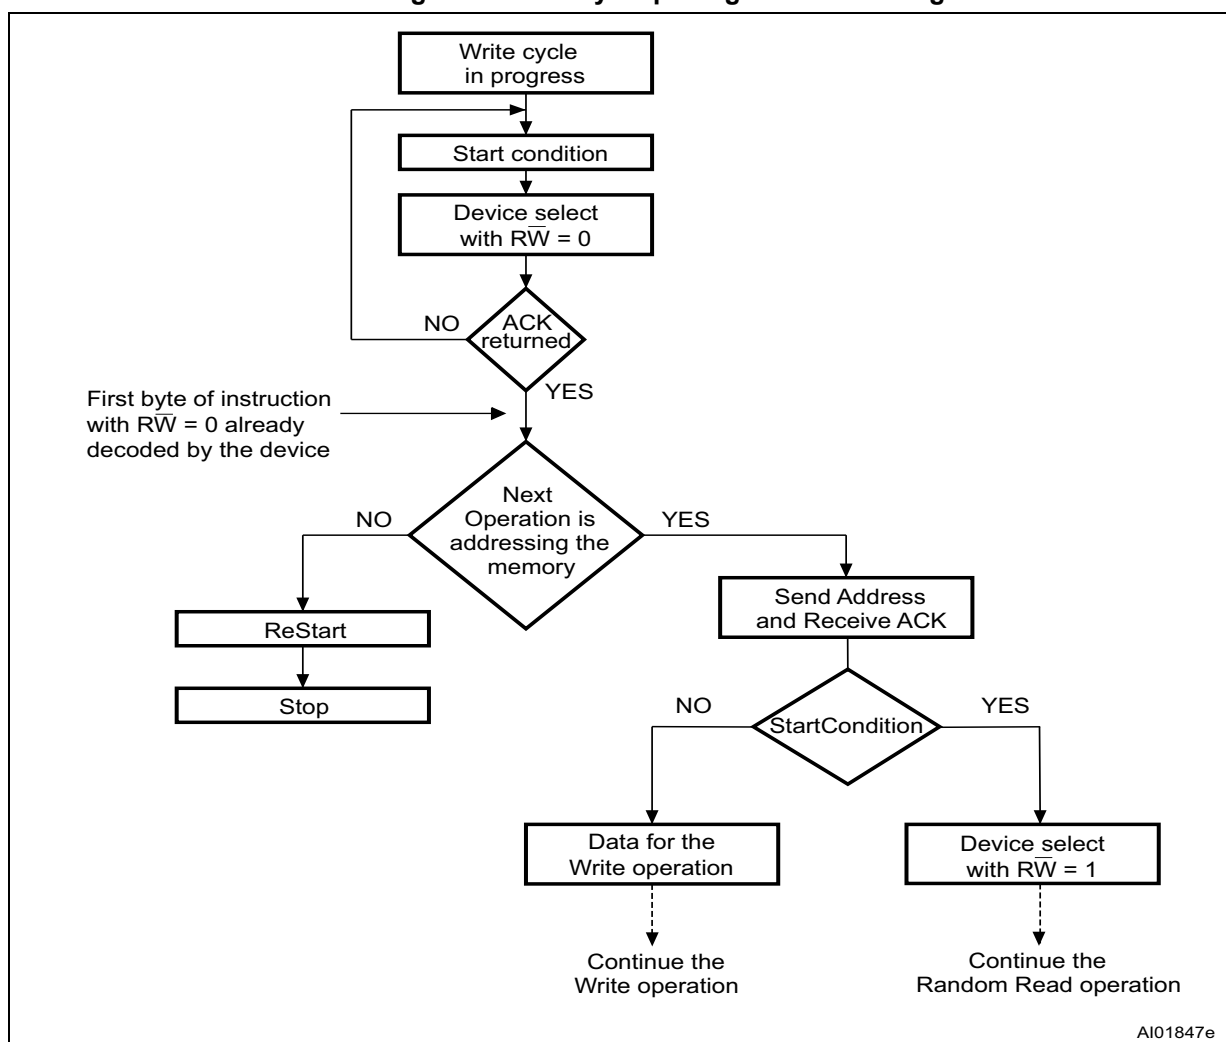 Write cycle
in progress
Start condition
Device select
with RW̅ = 0
NO
ACK
returned
YES
First byte of instruction
with RW̅ = 0 already
decoded by the device
Next
Operation is
addressing the
memory
NO
YES
Send Address
and Receive ACK
ReStart
Stop
NO
YES
StartCondition
Data for the
Write operation
Device select
with RW̅ = 1
Continue the
Write operation
Continue the
Random Read operation
AI01847e